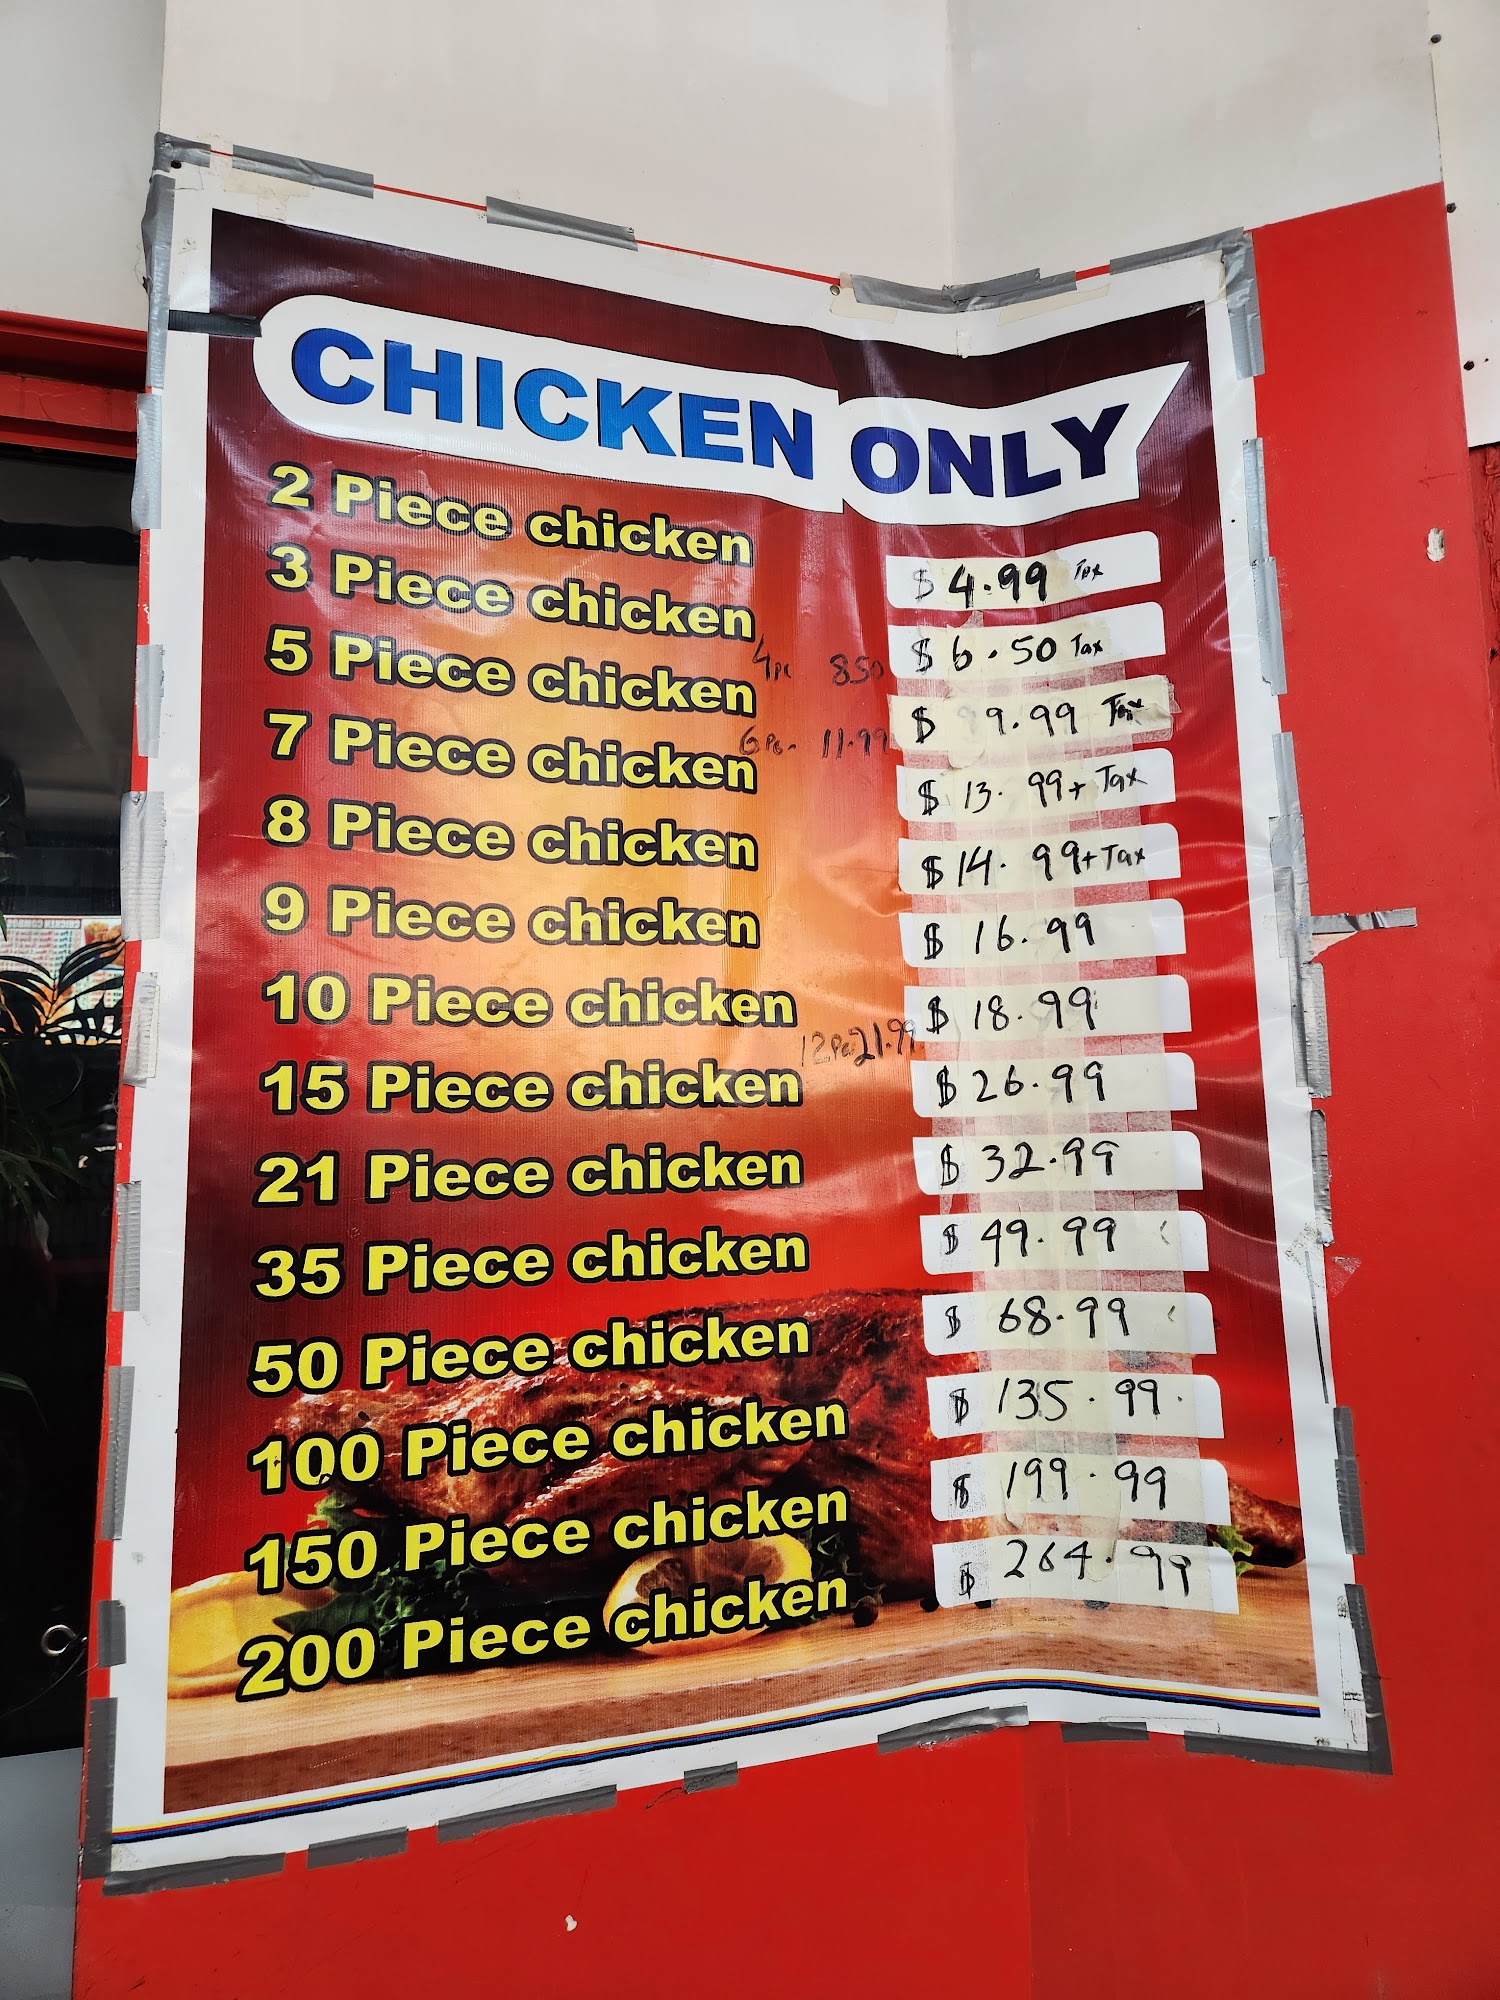 CHICKEN ONLY
2 Piece chicken $ 4.99 Tax
3 Piece chicken $ 6.50 Tax
4pc 850
5 Piece chicken $ 9.99 Tax
6Pc- 11.99
7 Piece chicken $ 13.99+ Tax
8 Piece chicken $14.99+Tax
9 Piece chicken $ 16.99
10 Piece chicken $ 18.99
12Pc 21.99
15 Piece chicken $ 26.99
21 Piece chicken $ 32.99
35 Piece chicken $ 49.99
50 Piece chicken $ 68.99
100 Piece chicken $ 135.99
150 Piece chicken $ 199.99
200 Piece chicken $ 264.99